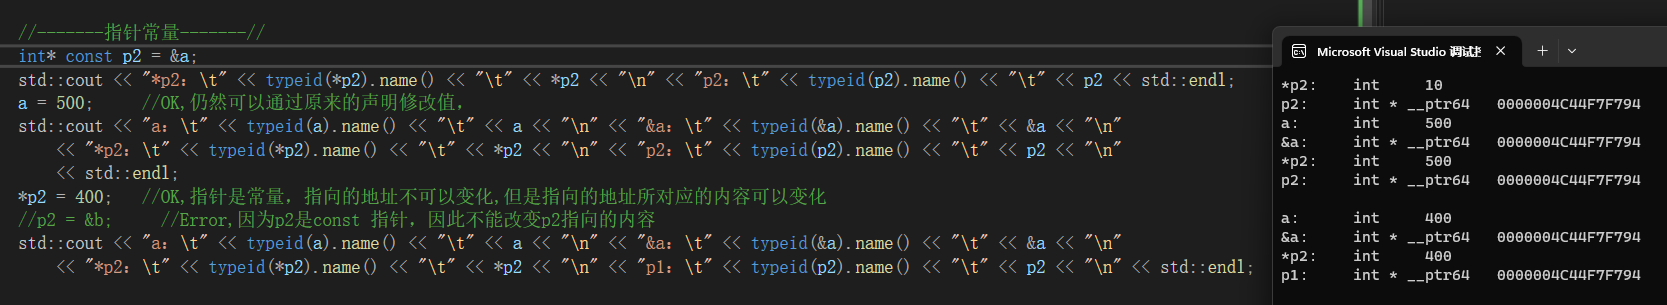 //-------指针常量-------//
int* const p2 = &a;
std::cout << "*p2: \t" << typeid(*p2).name() << "\t" << *p2 << "\n" << "p2: \t" << typeid(p2).name() << "\t" << p2 << std::endl;
a = 500;     //OK,仍然可以通过原来的声明修改值，
std::cout << "a: \t" << typeid(a).name() << "\t" << a << "\n" << "&a: \t" << typeid(&a).name() << "\t" << &a << "\n"
    << "*p2: \t" << typeid(*p2).name() << "\t" << *p2 << "\n" << "p2: \t" << typeid(p2).name() << "\t" << p2 << "\n"
    << std::endl;
*p2 = 400;   //OK,指针是常量，指向的地址不可以变化,但是指向的地址所对应的内容可以变化
//p2 = &b;     //Error,因为p2是const 指针，因此不能改变p2指向的内容
std::cout << "a: \t" << typeid(a).name() << "\t" << a << "\n" << "&a: \t" << typeid(&a).name() << "\t" << &a << "\n"
    << "*p2: \t" << typeid(*p2).name() << "\t" << *p2 << "\n" << "p1: \t" << typeid(p2).name() << "\t" << p2 << "\n" << std::endl;
Microsoft Visual Studio 调试
*p2:    int     10
p2:     int * __ptr64   0000004C44F7F794
a:      int     500
&a:     int * __ptr64   0000004C44F7F794
*p2:    int     500
p2:     int * __ptr64   0000004C44F7F794
a:      int     400
&a:     int * __ptr64   0000004C44F7F794
*p2:    int     400
p1:     int * __ptr64   0000004C44F7F794